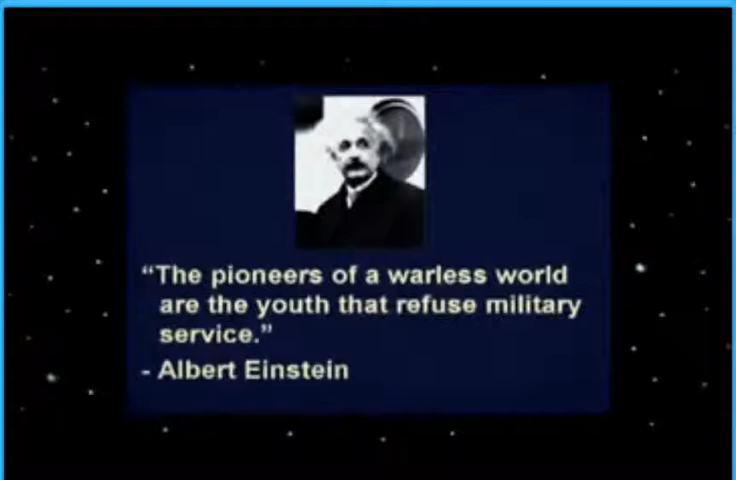 “The pioneers of a warless world
are the youth that refuse military
service.”
- Albert Einstein